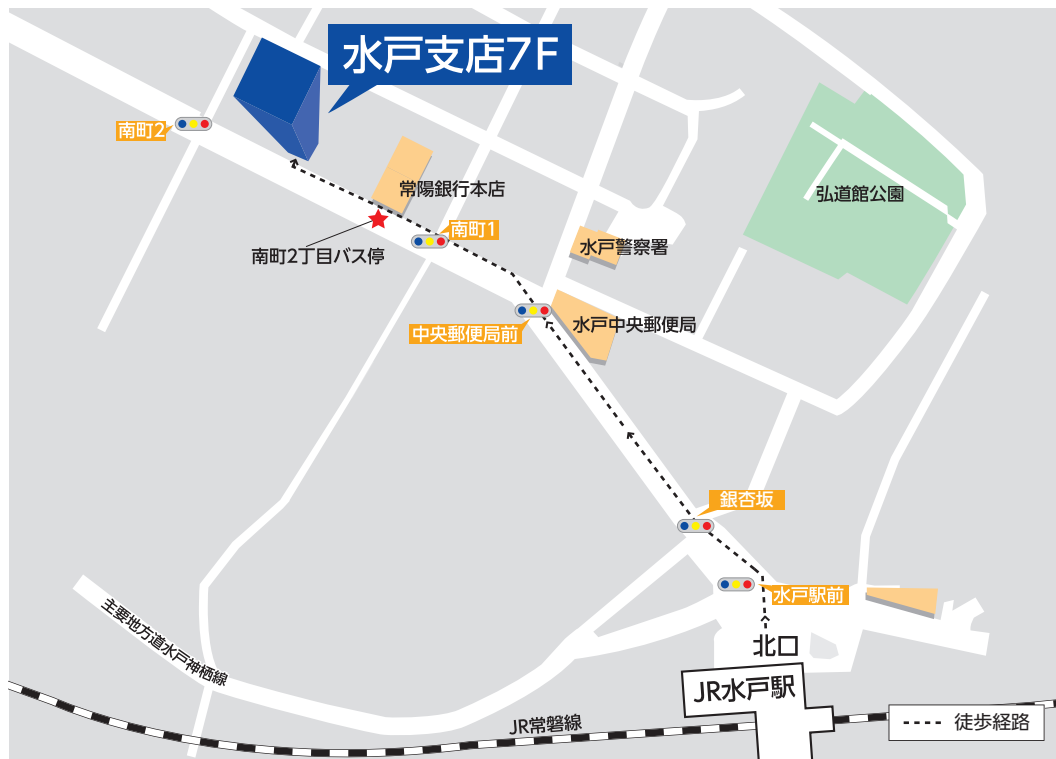 水戸支店7F
南町2
常陽銀行本店
弘道館公園
南町1
水戸警察署
南町2丁目バス停
中央郵便局前
水戸中央郵便局
銀杏坂
水戸駅前
主要地方道水戸神栖線
北口
JR水戸駅
JR常磐線
徒歩経路